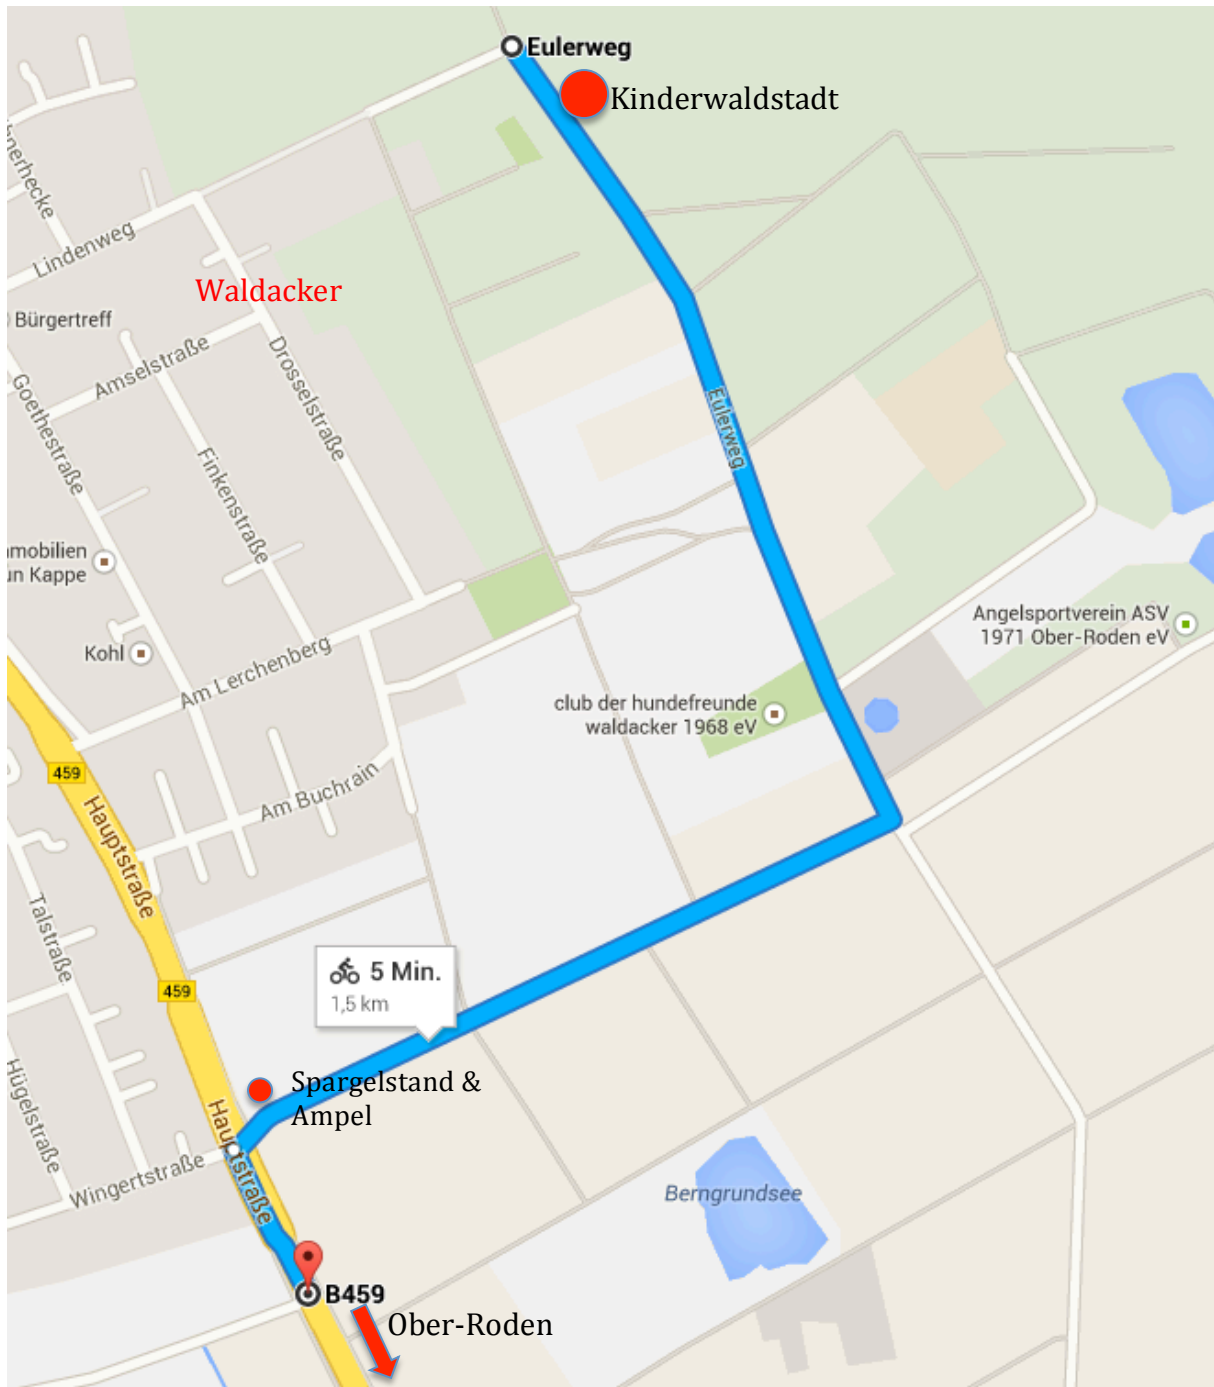 Eulerweg
Kinderwaldstadt
Lindenweg
Waldacker
Bürgertreff
Amselstraße
Drosselstraße
Goethestraße
Finkenstraße
Eulerweg
Kappe
Kohl
Am Lerchenberg
Angelsportverein ASV
1971 Ober-Roden eV
club der hundefreunde
waldacker 1968 eV
459
Am Buchrain
Hauptstraße
Talstraße
5 Min.
1,5 km
459
Hügelstraße
Spargelstand &
Ampel
Hauptstraße
Wingertstraße
Hauptstraße
Berngrundsee
B459
Ober-Roden